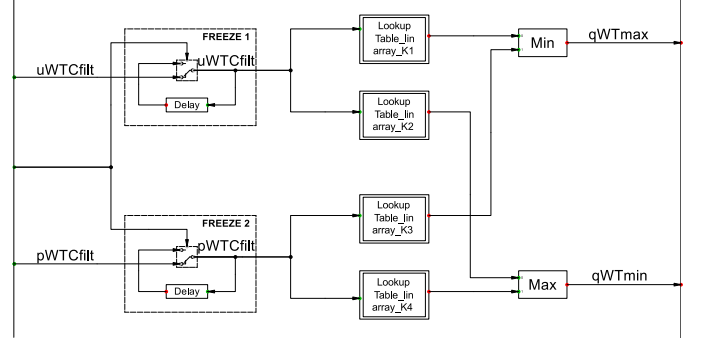 FREEZE 1
uWTCfilt
uWTCfilt
Delay
Lookup
Table_lin
array_K1
Min
qWTmax
Lookup
Table_lin
array_K2
FREEZE 2
pWTCfilt
pWTCfilt
Delay
Lookup
Table_lin
array_K3
Lookup
Table_lin
array_K4
Max
qWTmin